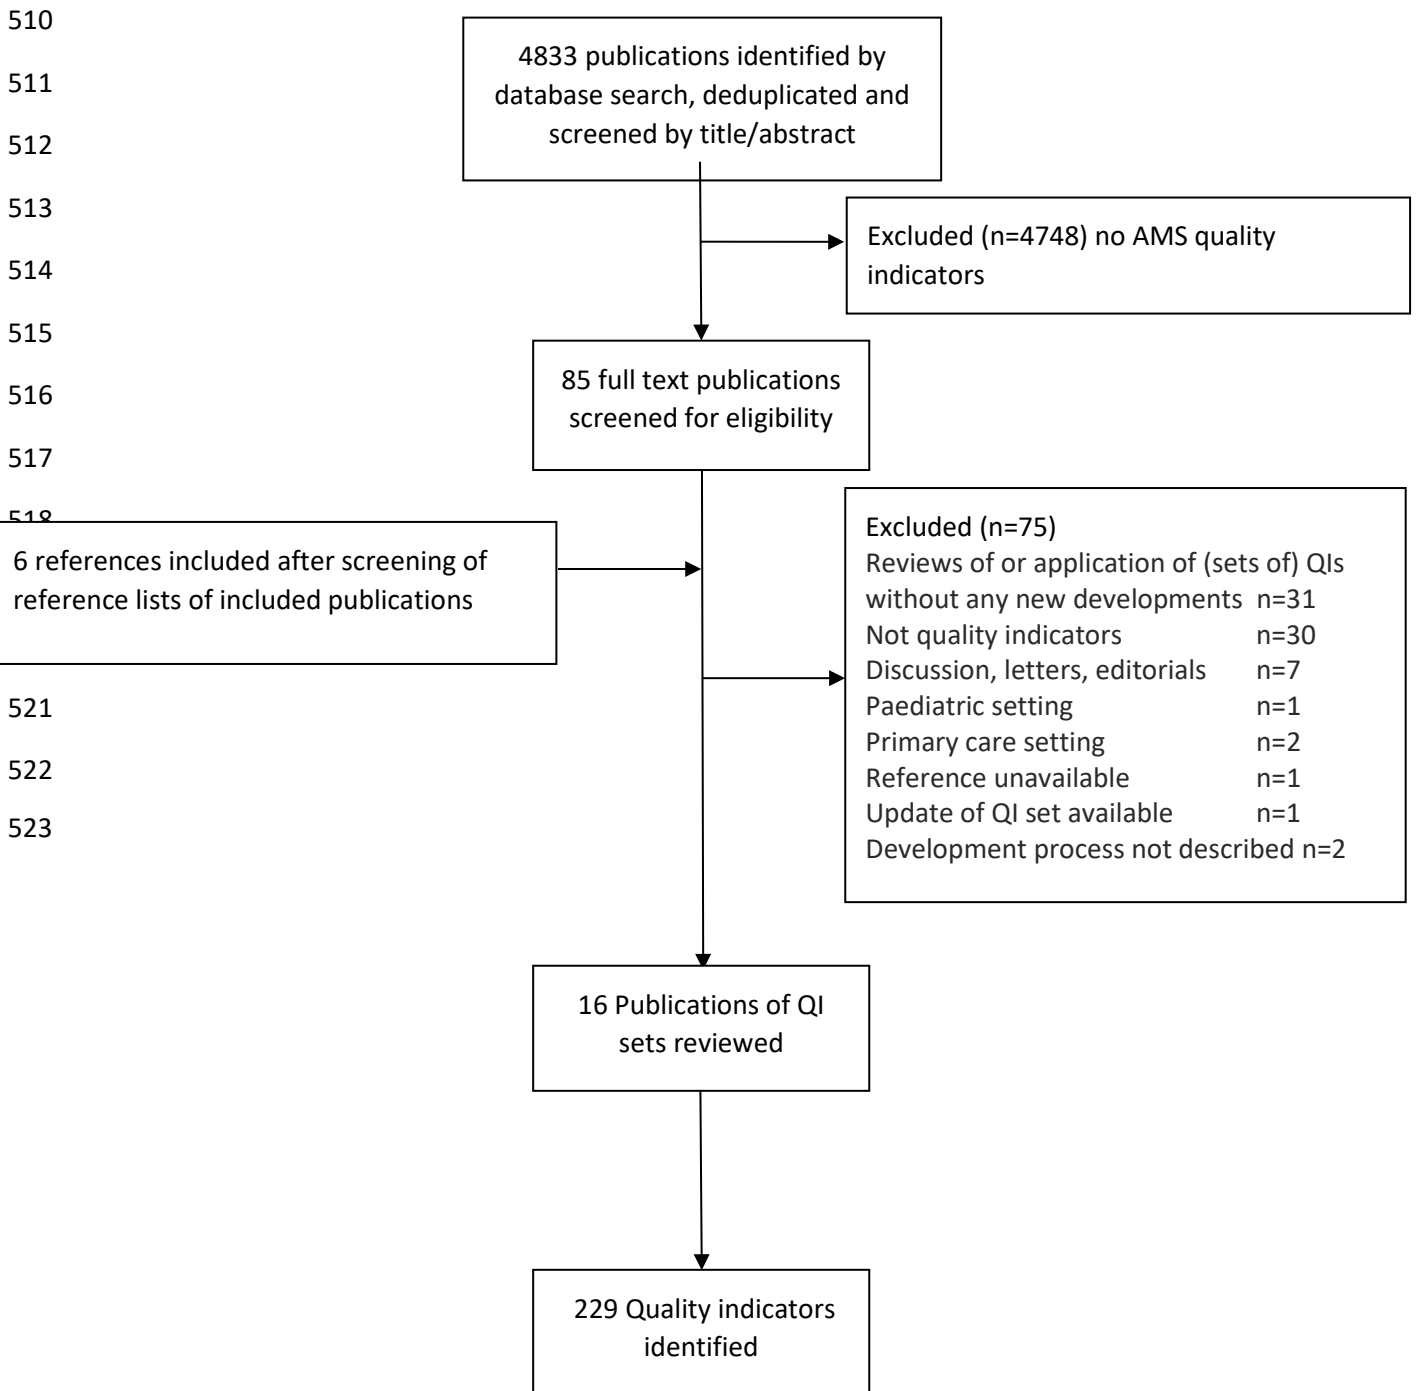 510
4833 publications identified by
database search, deduplicated and
screened by title/abstract
511
512
513
Excluded (n=4748) no AMS quality
indicators
514
515
85 full text publications
screened for eligibility
516
517
518
6 references included after screening of
reference lists of included publications
Excluded (n=75)
Reviews of or application of (sets of) QIs
without any new developments n=31
Not quality indicators n=30
Discussion, letters, editorials n=7
Paediatric setting n=1
Primary care setting n=2
Reference unavailable n=1
Update of QI set available n=1
Development process not described n=2
521
522
523
16 Publications of QI
sets reviewed
229 Quality indicators
identified